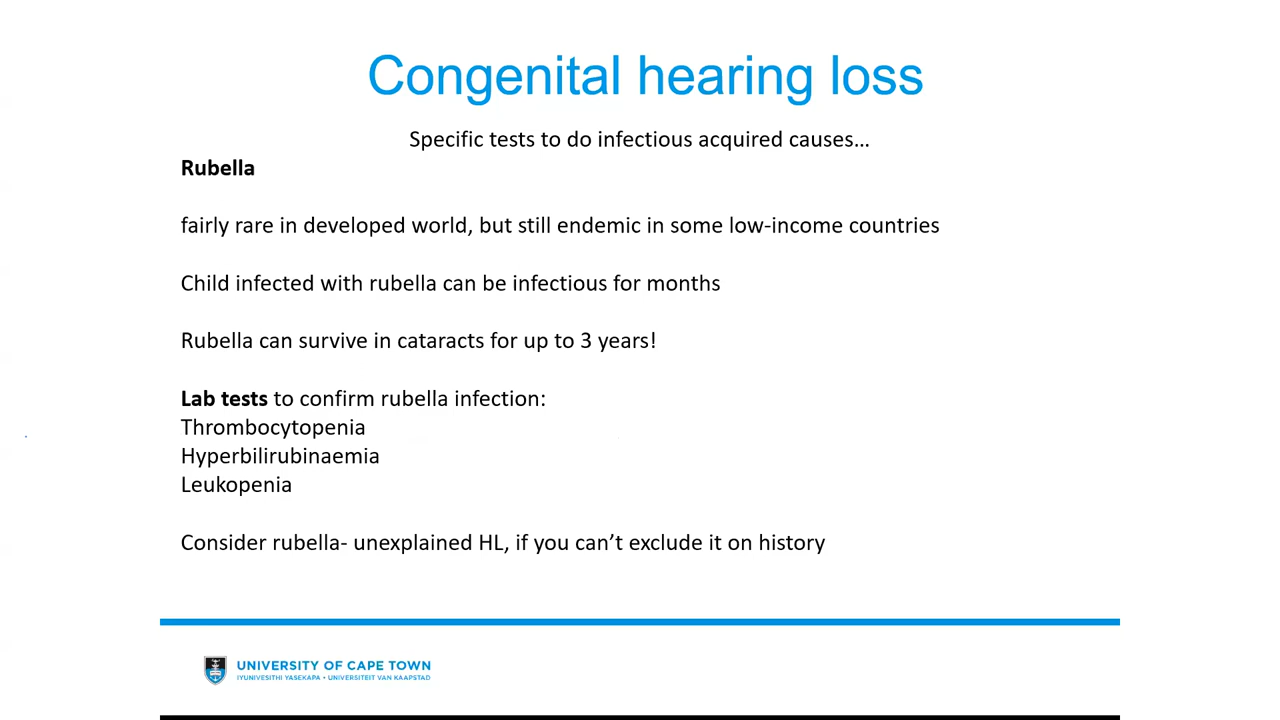 Congenital hearing loss
Specific tests to do infectious acquired causes…
Rubella
fairly rare in developed world, but still endemic in some low-income countries
Child infected with rubella can be infectious for months
Rubella can survive in cataracts for up to 3 years!
Lab tests to confirm rubella infection:
Thrombocytopenia
Hyperbilirubinaemia
Leukopenia
Consider rubella- unexplained HL, if you can’t exclude it on history
UNIVERSITY OF CAPE TOWN
IYUNIVESITHI YASEKAPA • UNIVERSITEIT VAN KAAPSTAD